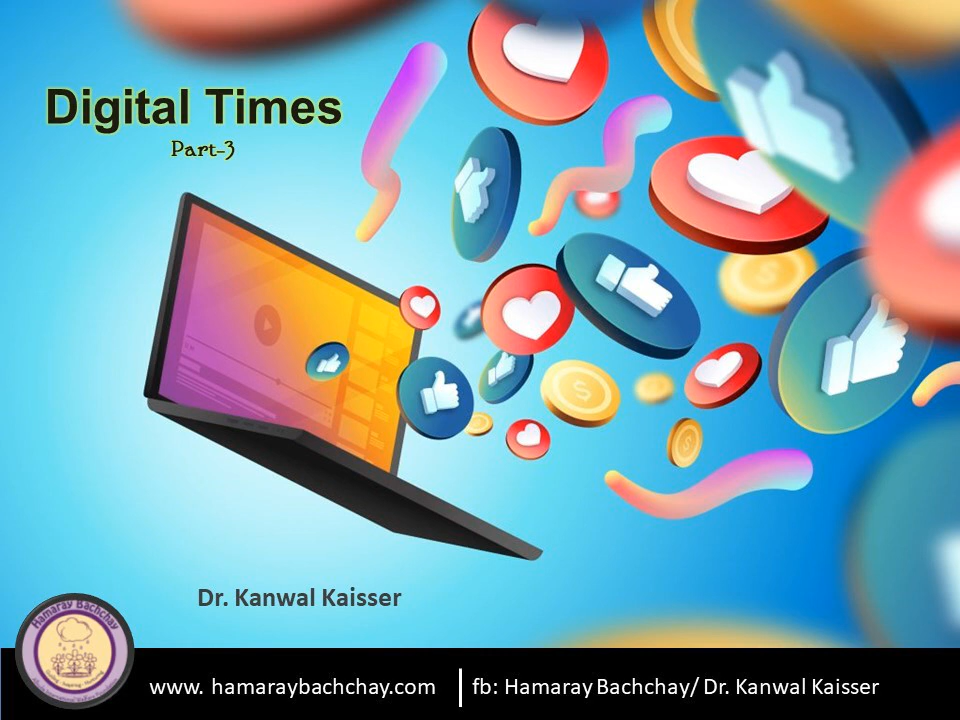 Digital Times
Part-3
Dr. Kanwal Kaisser
Hamaray Bachchay
www. hamaraybachchay.com
fb: Hamaray Bachchay/ Dr. Kanwal Kaisser